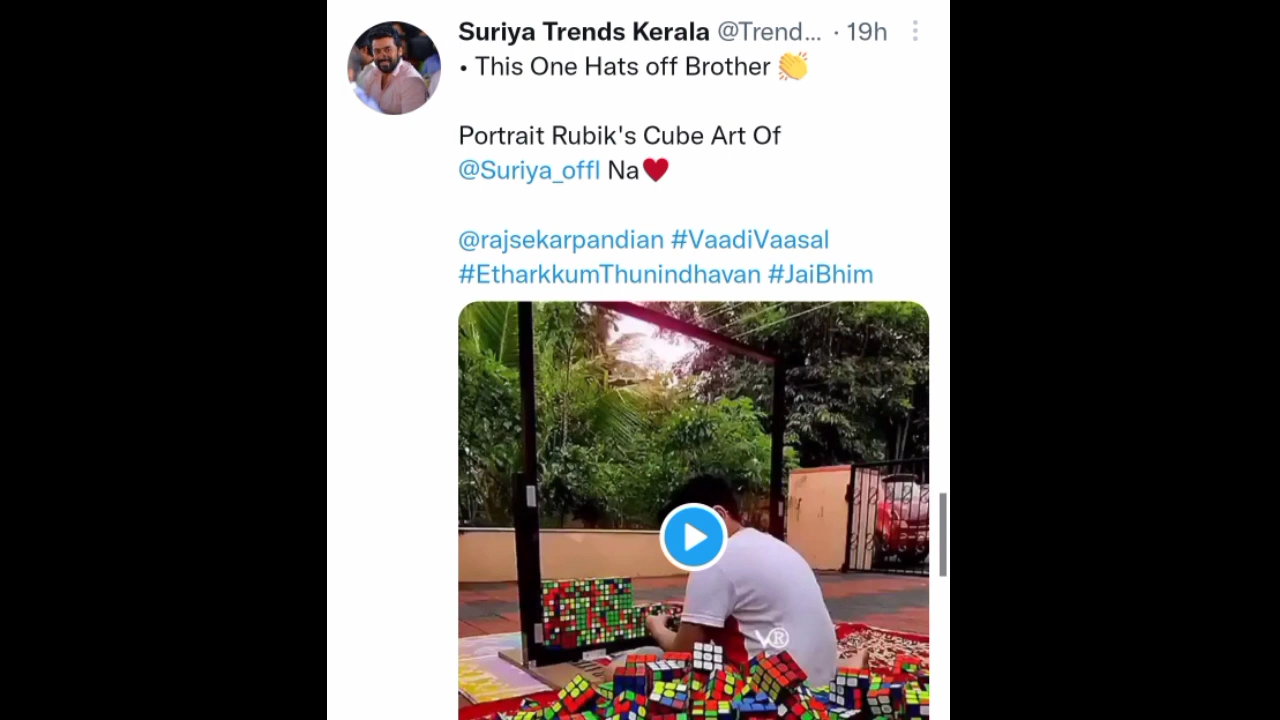 Suriya Trends Kerala @Trend... · 19h
• This One Hats off Brother 👏
Portrait Rubik's Cube Art Of
@Suriya_offl Na❤️
@rajsekarpandian #VaadiVaasal
#EtharkkumThunindhavan #JaiBhim
V®